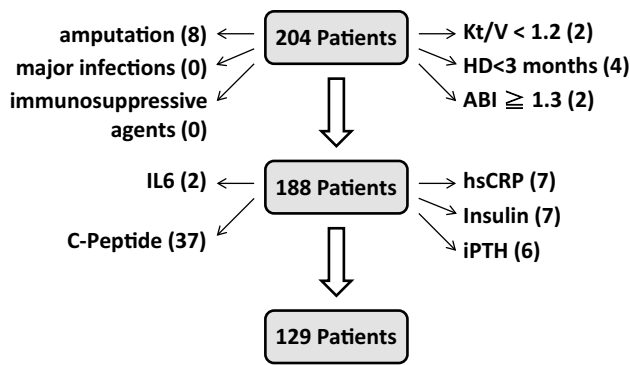 204 Patients
amputation (8)
major infections (0)
immunosuppressive
agents (0)
Kt/V < 1.2 (2)
HD<3 months (4)
ABI ≧ 1.3 (2)
188 Patients
IL6 (2)
C-Peptide (37)
hsCRP (7)
Insulin (7)
iPTH (6)
129 Patients